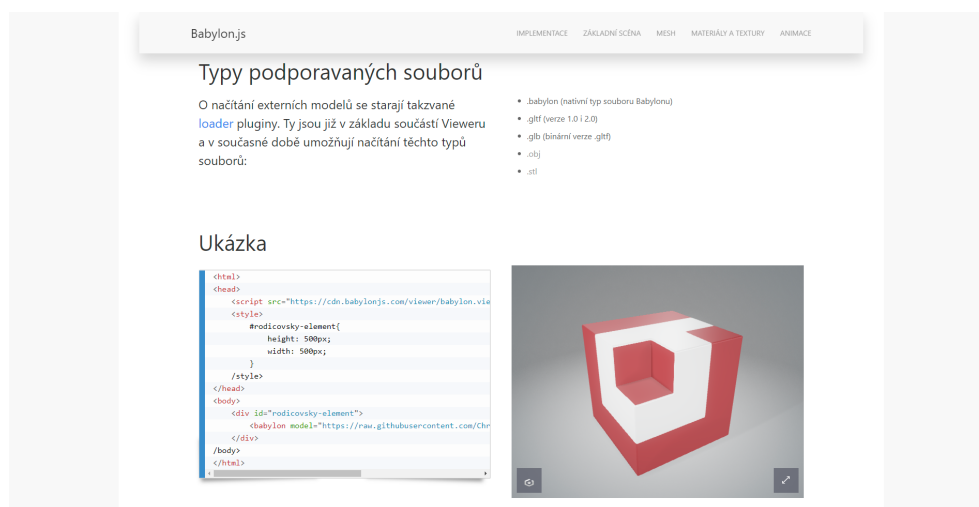 Babylon.js
IMPLEMENTACE ZÁKLADNÍ SCÉNA MESH MATERIÁLY A TEXTURY ANIMACE
Typy podporavaných souborů
O načítání externích modelů se starají takzvané
loader pluginy. Ty jsou již v základu součástí Vieweru
a v současné době umožňují načítání těchto typů
souborů:
.babylon (nativní typ souboru Babylonu)
.gltf (verze 1.0 i 2.0)
.glb (binární verze .gltf)
.obj
.stl
Ukázka
<html>
<head>
<script src="https://cdn.babylonjs.com/viewer/babylon.vie
<style>
#rodicovsky-element{
height: 500px;
width: 500px;
}
/style>
</head>
<body>
<div id="rodicovsky-element">
<babylon model="https://raw.githubusercontent.com/Chr
</div>
/body>
</html>